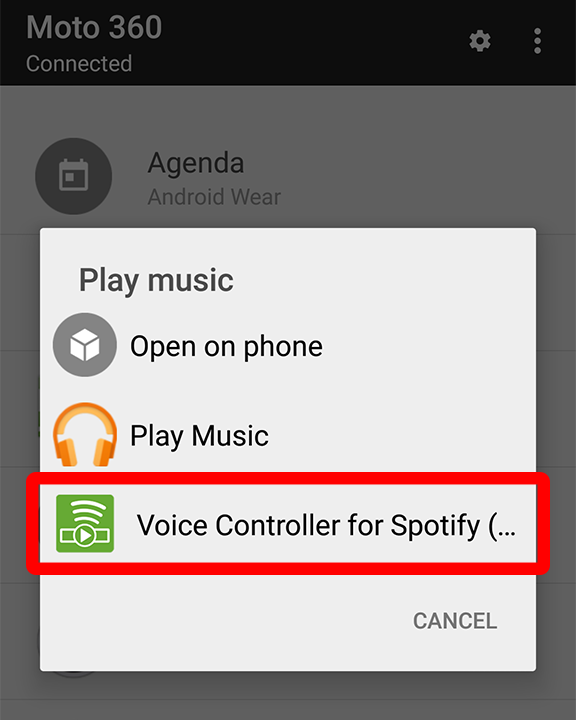 Moto 360
Connected
Agenda
Android Wear
Play music
Open on phone
Play Music
Voice Controller for Spotify (...
CANCEL